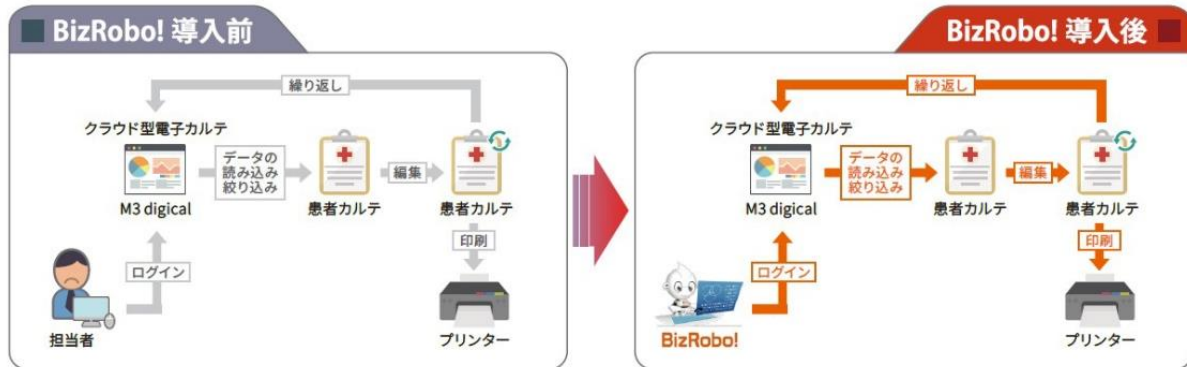 BizRobo! 導入前
繰り返し
クラウド型電子カルテ
データの
読み込み
絞り込み
編集
M3 digical
患者カルテ
患者カルテ
印刷
ログイン
担当者
プリンター
BizRobo! 導入後
繰り返し
クラウド型電子カルテ
データの
読み込み
絞り込み
編集
M3 digical
患者カルテ
患者カルテ
印刷
ログイン
BizRobo!
プリンター